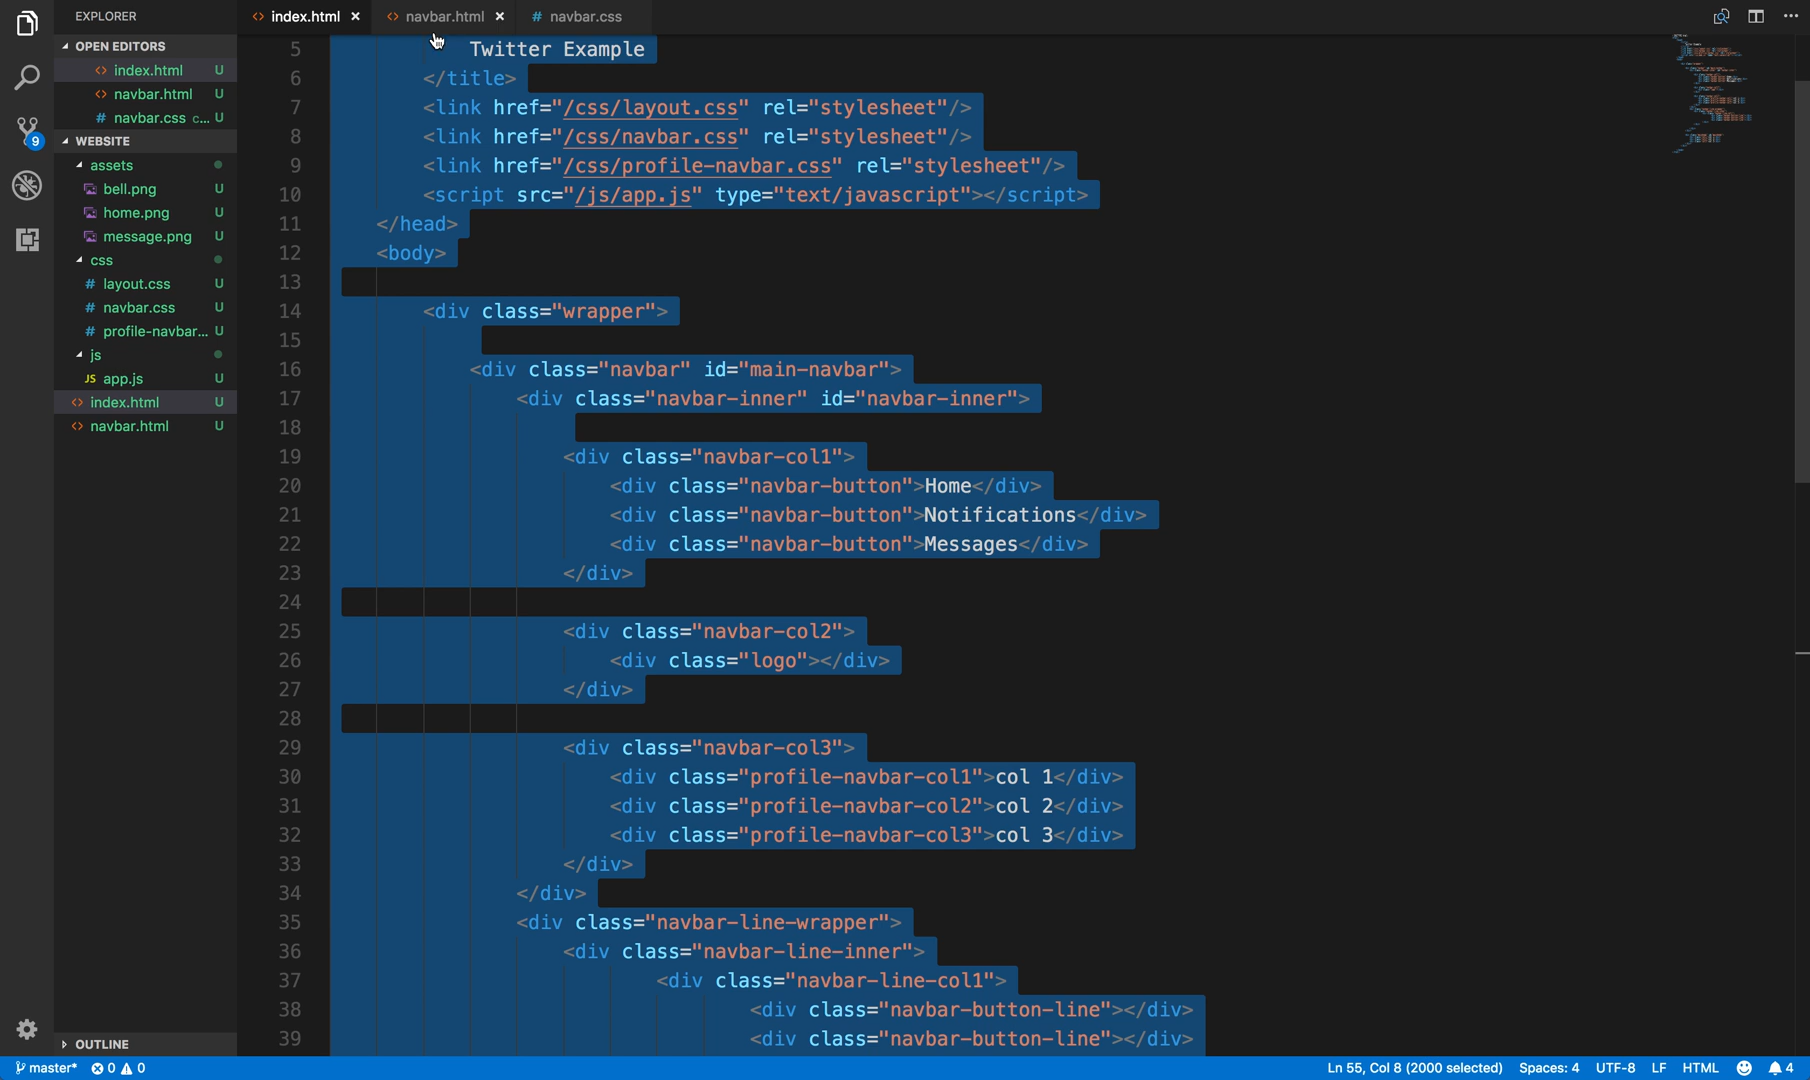 EXPLORER
index.html
navbar.html
navbar.css
OPEN EDITORS
index.html U
navbar.html U
navbar.css c... U
WEBSITE
assets
bell.png U
home.png U
message.png U
css
layout.css U
navbar.css U
profile-navbar... U
js
JS app.js U
index.html U
navbar.html U
OUTLINE
9
5 Twitter Example
6 </title>
7 <link href="/css/layout.css" rel="stylesheet"/>
8 <link href="/css/navbar.css" rel="stylesheet"/>
9 <link href="/css/profile-navbar.css" rel="stylesheet"/>
10 <script src="/js/app.js" type="text/javascript"></script>
11 </head>
12 <body>
13
14 <div class="wrapper">
15
16 <div class="navbar" id="main-navbar">
17 <div class="navbar-inner" id="navbar-inner">
18
19 <div class="navbar-col1">
20 <div class="navbar-button">Home</div>
21 <div class="navbar-button">Notifications</div>
22 <div class="navbar-button">Messages</div>
23 </div>
24
25 <div class="navbar-col2">
26 <div class="logo"></div>
27 </div>
28
29 <div class="navbar-col3">
30 <div class="profile-navbar-col1">col 1</div>
31 <div class="profile-navbar-col2">col 2</div>
32 <div class="profile-navbar-col3">col 3</div>
33 </div>
34 </div>
35 <div class="navbar-line-wrapper">
36 <div class="navbar-line-inner">
37 <div class="navbar-line-col1">
38 <div class="navbar-button-line"></div>
39 <div class="navbar-button-line"></div>
master* 0 0 Ln 55, Col 8 (2000 selected) Spaces: 4 UTF-8 LF HTML 4